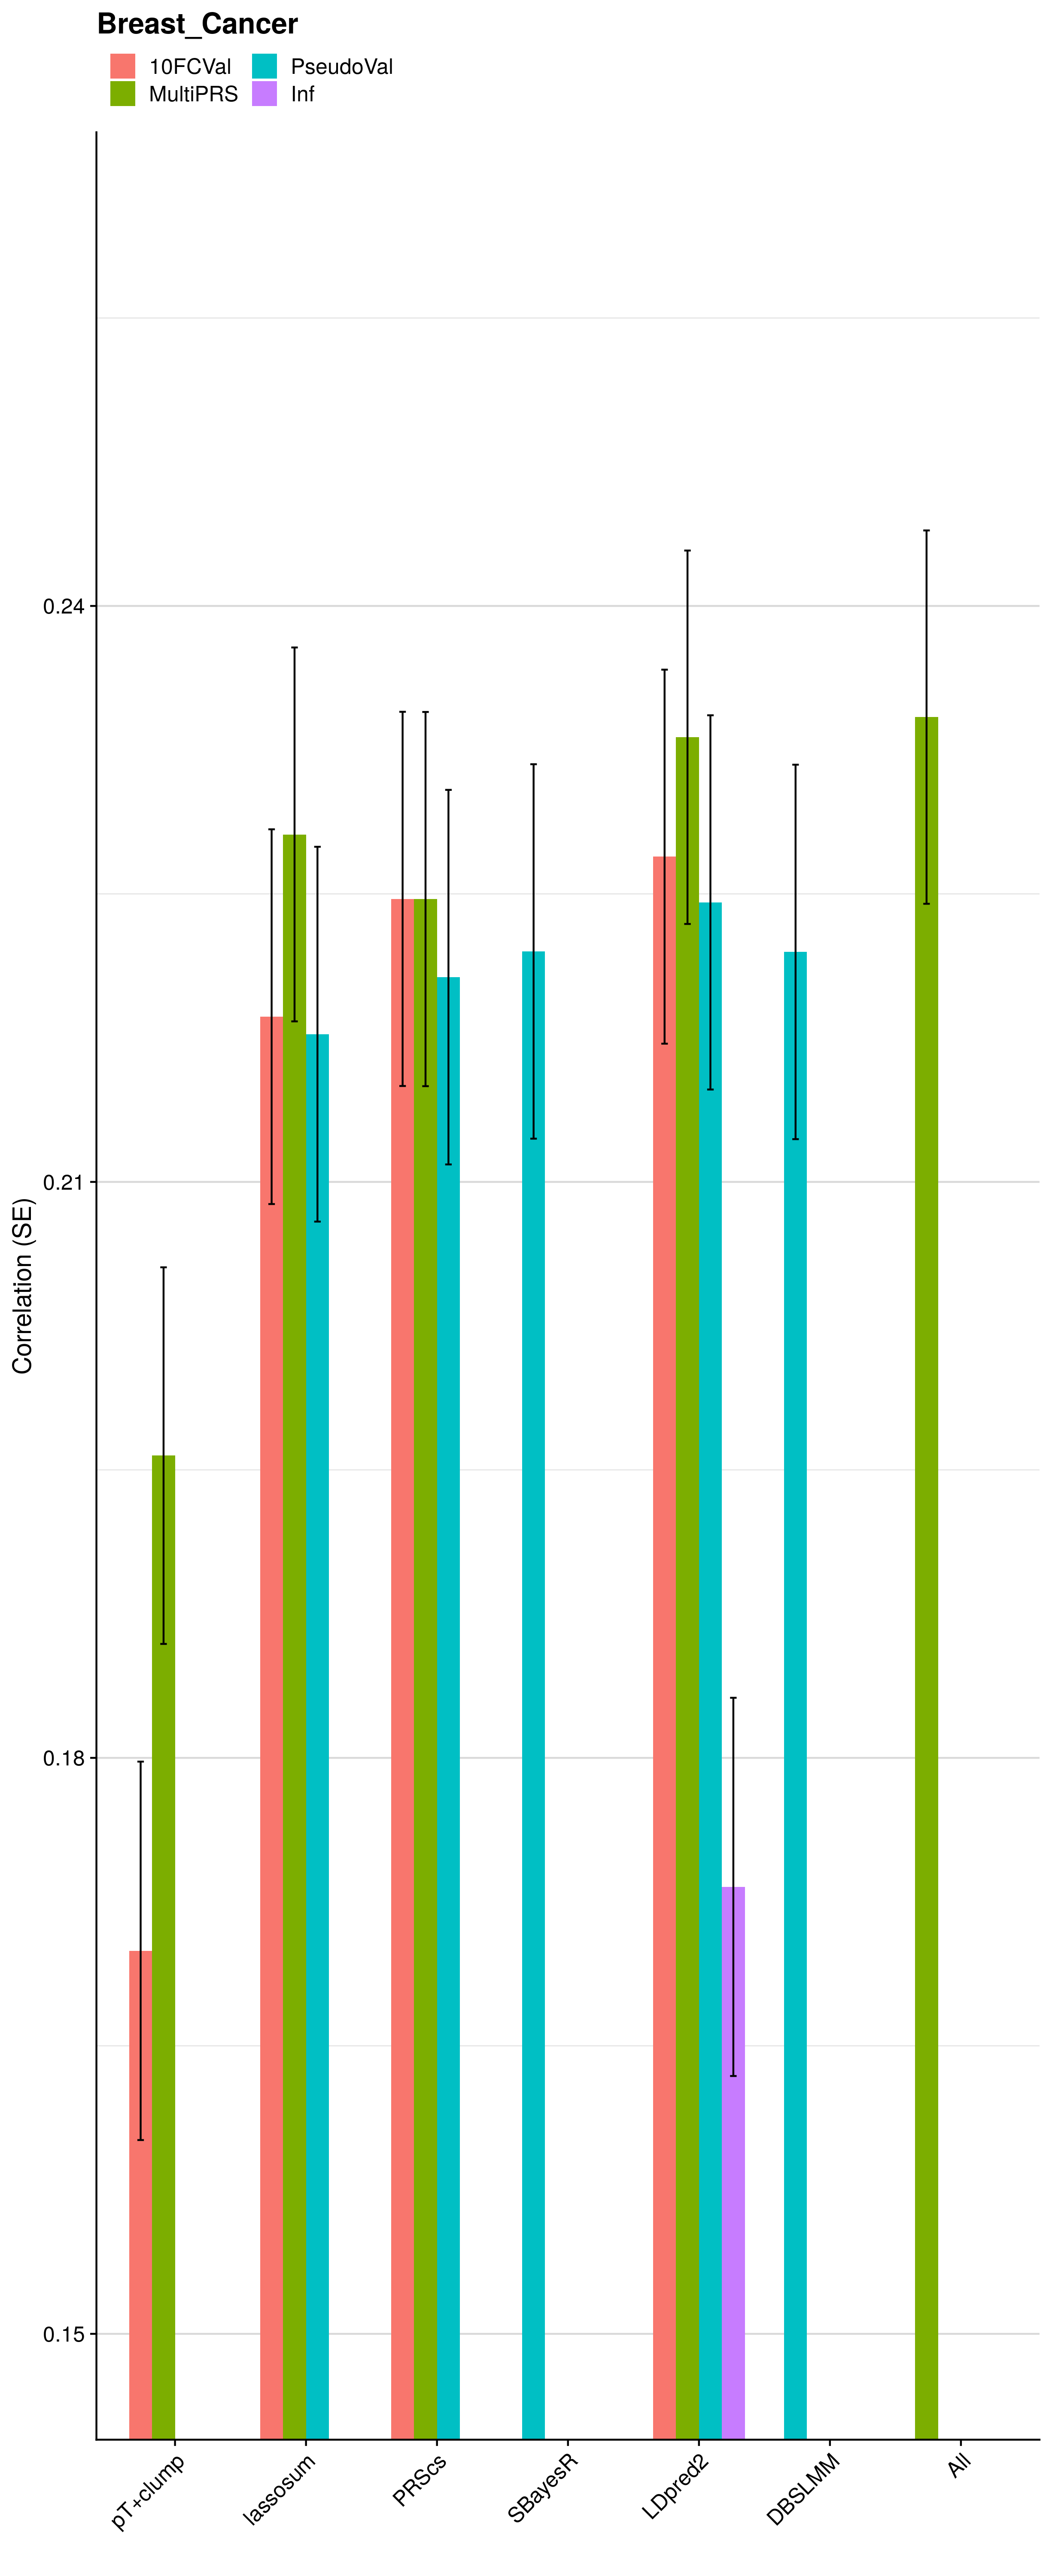 Breast_Cancer
10FCVal
PseudoVal
MultiPRS
Inf
0.24
0.21
0.18
0.15
Correlation (SE)
pT+clump
lassosum
PRScs
SBayesR
LDpred2
DBSLMM
All